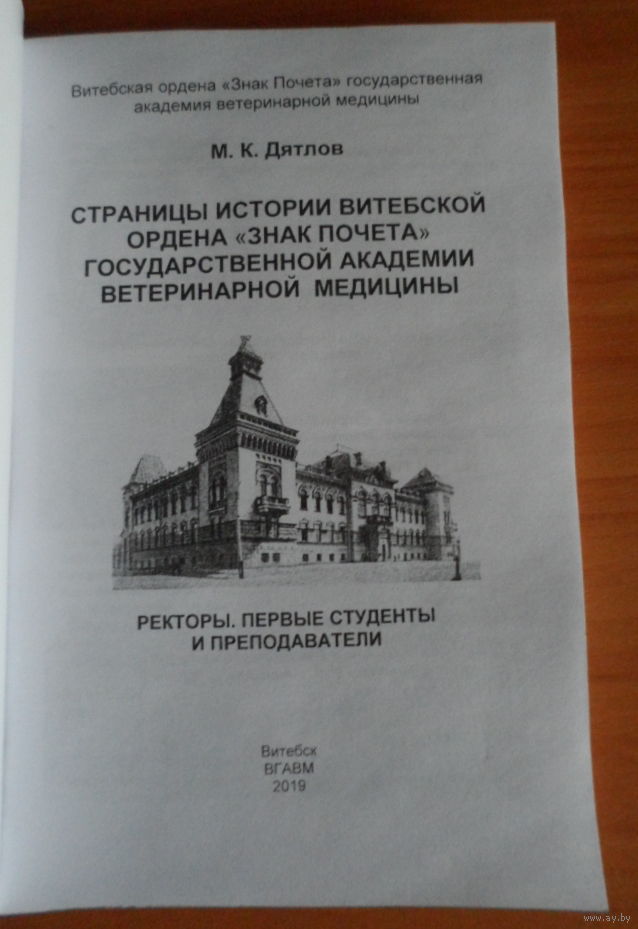 Витебская ордена «Знак Почета» государственная
академия ветеринарной медицины
М. К. Дятлов
СТРАНИЦЫ ИСТОРИИ ВИТЕБСКОЙ
ОРДЕНА «ЗНАК ПОЧЕТА»
ГОСУДАРСТВЕННОЙ АКАДЕМИИ
ВЕТЕРИНАРНОЙ МЕДИЦИНЫ
РЕКТОРЫ. ПЕРВЫЕ СТУДЕНТЫ
И ПРЕПОДАВАТЕЛИ
Витебск
ВГАВМ
2019
www.ay.by